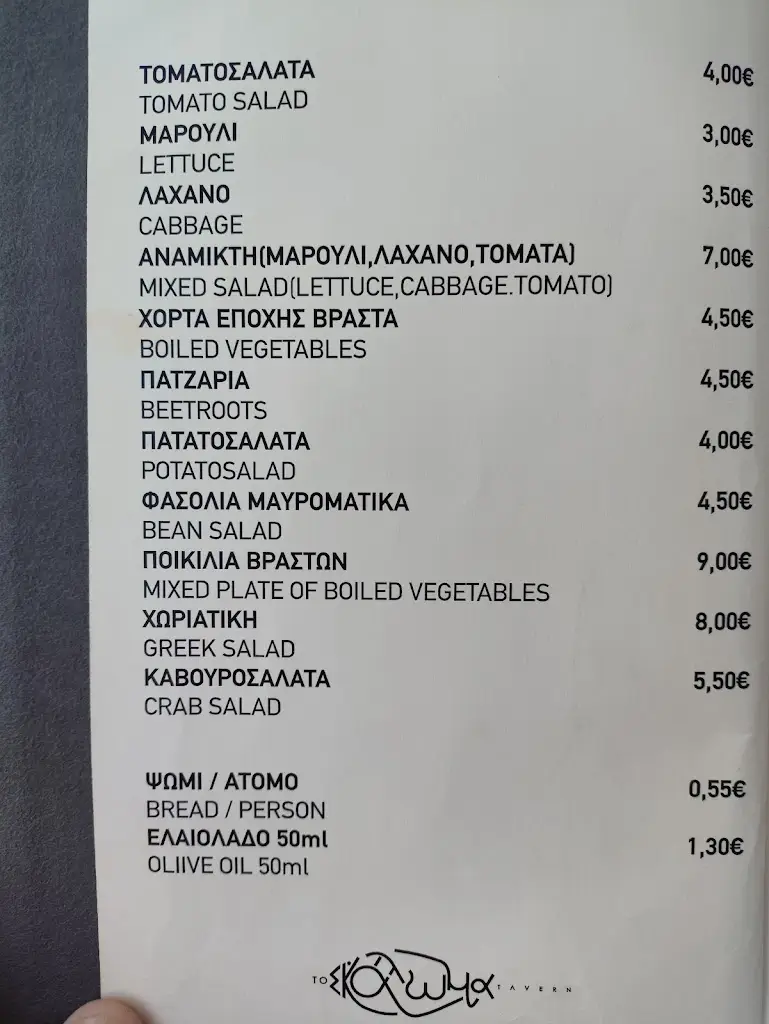 ΤΟΜΑΤΟΣΑΛΑΤΑ 4,00€
TOMATO SALAD
ΜΑΡΟΥΛΙ 3,00€
LETTUCE
ΛΑΧΑΝΟ 3,50€
CABBAGE
ΑΝΑΜΙΚΤΗ(ΜΑΡΟΥΛΙ,ΛΑΧΑΝΟ,ΤΟΜΑΤΑ) 7,00€
MIXED SALAD(LETTUCE,CABBAGE.TOMATO)
ΧΟΡΤΑ ΕΠΟΧΗΣ ΒΡΑΣΤΑ 4,50€
BOILED VEGETABLES
ΠΑΤΖΑΡΙΑ 4,50€
BEETROOTS
ΠΑΤΑΤΟΣΑΛΑΤΑ 4,00€
POTATOSALAD
ΦΑΣΟΛΙΑ ΜΑΥΡΟΜΑΤΙΚΑ 4,50€
BEAN SALAD
ΠΟΙΚΙΛΙΑ ΒΡΑΣΤΩΝ 9,00€
MIXED PLATE OF BOILED VEGETABLES
ΧΩΡΙΑΤΙΚΗ 8,00€
GREEK SALAD
ΚΑΒΟΥΡΟΣΑΛΑΤΑ 5,50€
CRAB SALAD
ΨΩΜΙ / ΑΤΟΜΟ 0,55€
BREAD / PERSON
ΕΛΑΙΟΛΑΔΟ 50ml 1,30€
OLIIVE OIL 50ml
ΤΟ Σκάλωμα TAVERN